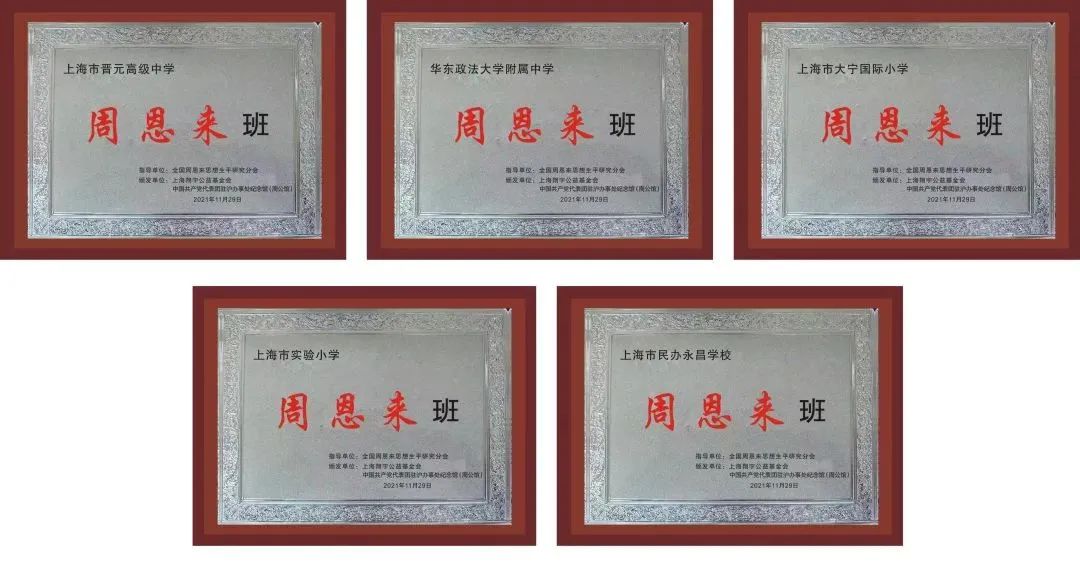 上海市晋元高级中学
周恩来班
指导单位：全国周恩来思想生平研究分会
颁发单位：上海翔宇公益基金会
中国共产党代表团驻沪办事处纪念馆(周公馆)
2021年11月29日
华东政法大学附属中学
周恩来班
指导单位：全国周恩来思想生平研究分会
颁发单位：上海翔宇公益基金会
中国共产党代表团驻沪办事处纪念馆(周公馆)
2021年11月29日
上海市大宁国际小学
周恩来班
指导单位：全国周恩来思想生平研究分会
颁发单位：上海翔宇公益基金会
中国共产党代表团驻沪办事处纪念馆(周公馆)
2021年11月29日
上海市实验小学
周恩来班
指导单位：全国周恩来思想生平研究分会
颁发单位：上海翔宇公益基金会
中国共产党代表团驻沪办事处纪念馆(周公馆)
2021年11月29日
上海市民办永昌学校
周恩来班
指导单位：全国周恩来思想生平研究分会
颁发单位：上海翔宇公益基金会
中国共产党代表团驻沪办事处纪念馆(周公馆)
2021年11月29日